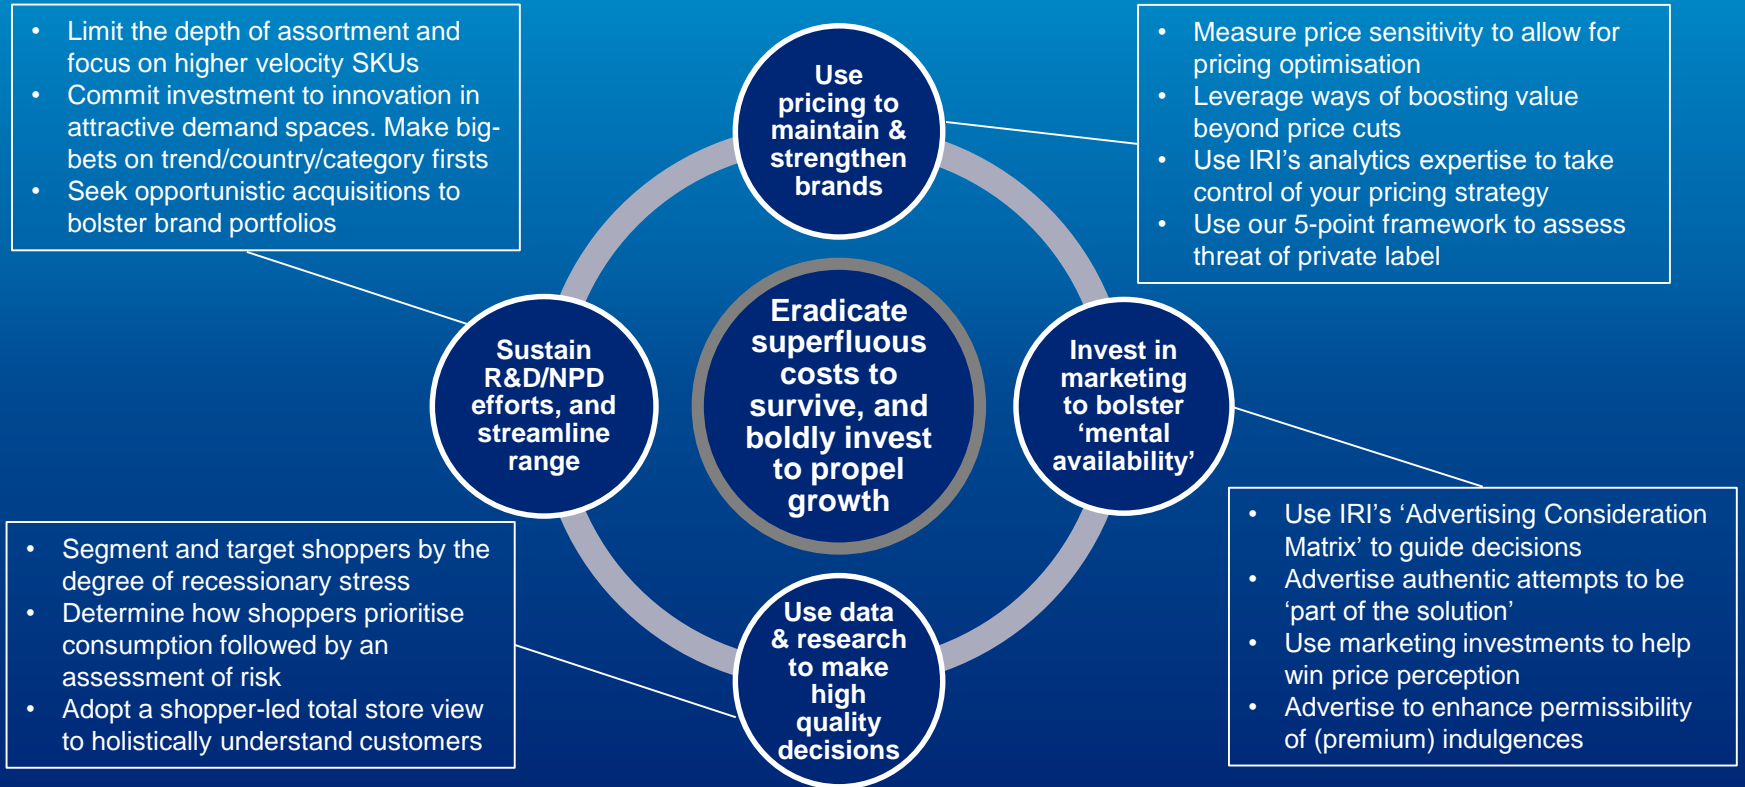 • Limit the depth of assortment and
focus on higher velocity SKUs
• Commit investment to innovation in
attractive demand spaces. Make big-
bets on trend/country/category firsts
• Seek opportunistic acquisitions to
bolster brand portfolios
Use
pricing to
maintain &
strengthen
brands
• Measure price sensitivity to allow for
pricing optimisation
• Leverage ways of boosting value
beyond price cuts
• Use IRI’s analytics expertise to take
control of your pricing strategy
• Use our 5-point framework to assess
threat of private label
Sustain
R&D/NPD
efforts, and
streamline
range
Eradicate
superfluous
costs to
survive, and
boldly invest
to propel
growth
Invest in
marketing
to bolster
‘mental
availability’
• Segment and target shoppers by the
degree of recessionary stress
• Determine how shoppers prioritise
consumption followed by an
assessment of risk
• Adopt a shopper-led total store view
to holistically understand customers
Use data
& research
to make
high
quality
decisions
• Use IRI’s ‘Advertising Consideration
Matrix’ to guide decisions
• Advertise authentic attempts to be
‘part of the solution’
• Use marketing investments to help
win price perception
• Advertise to enhance permissibility
of (premium) indulgences